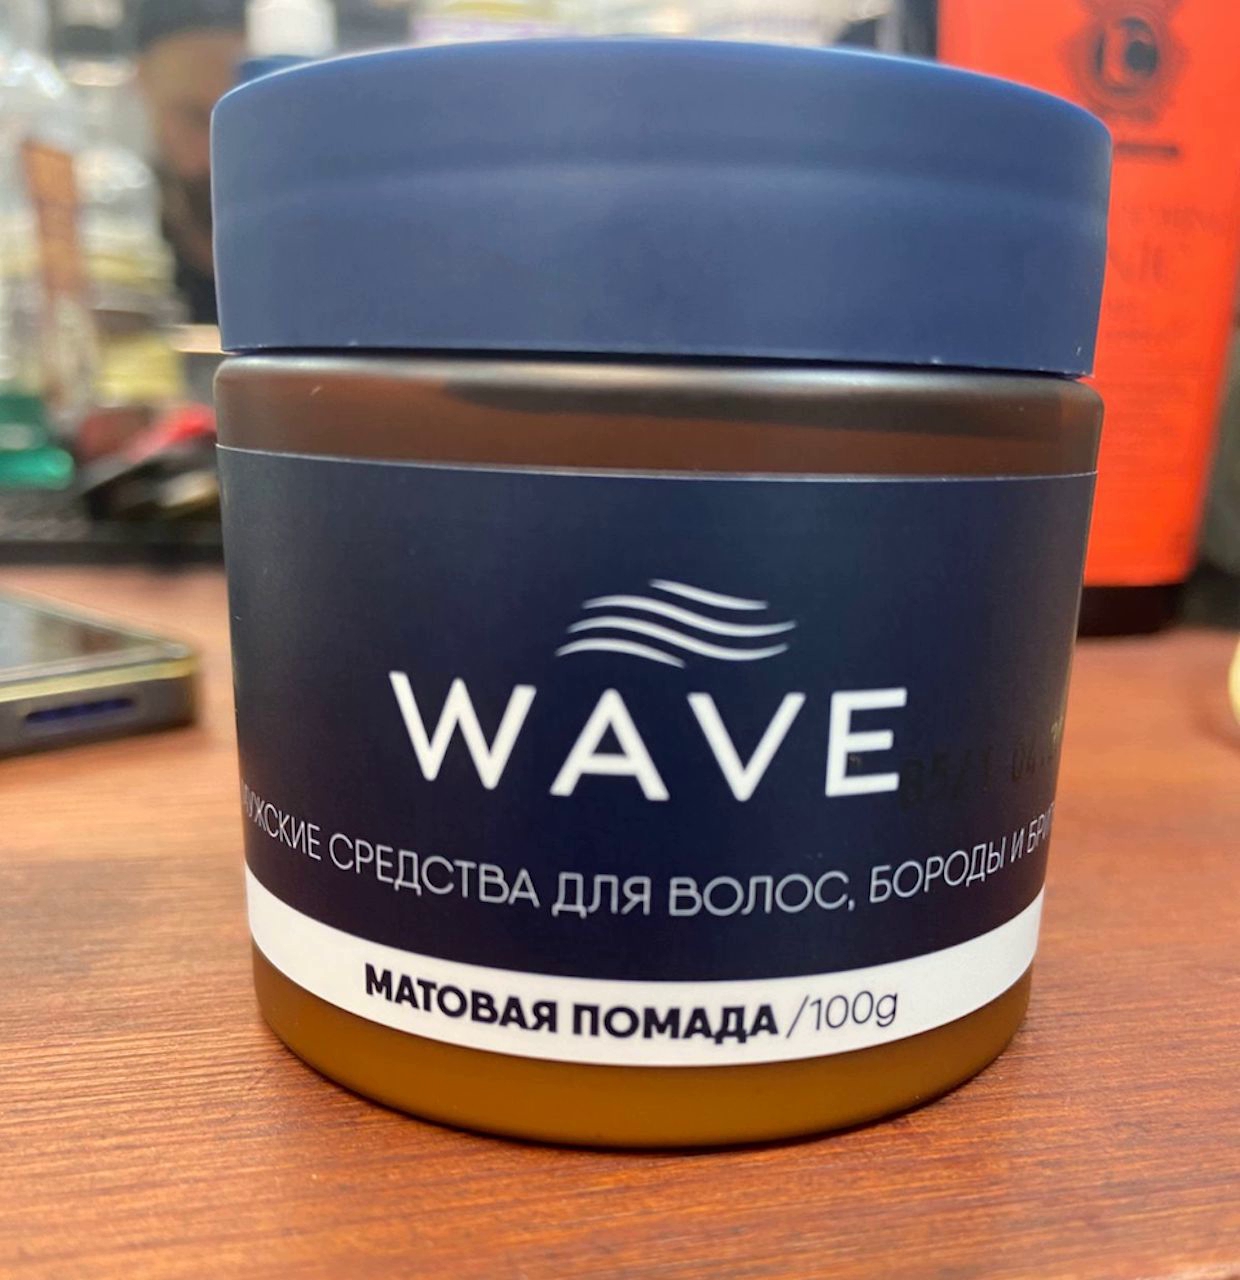 WAVE
СРЕДСТВА ДЛЯ ВОЛОС, БОРОДЫ И
МАТОВАЯ ПОМАДА /100g